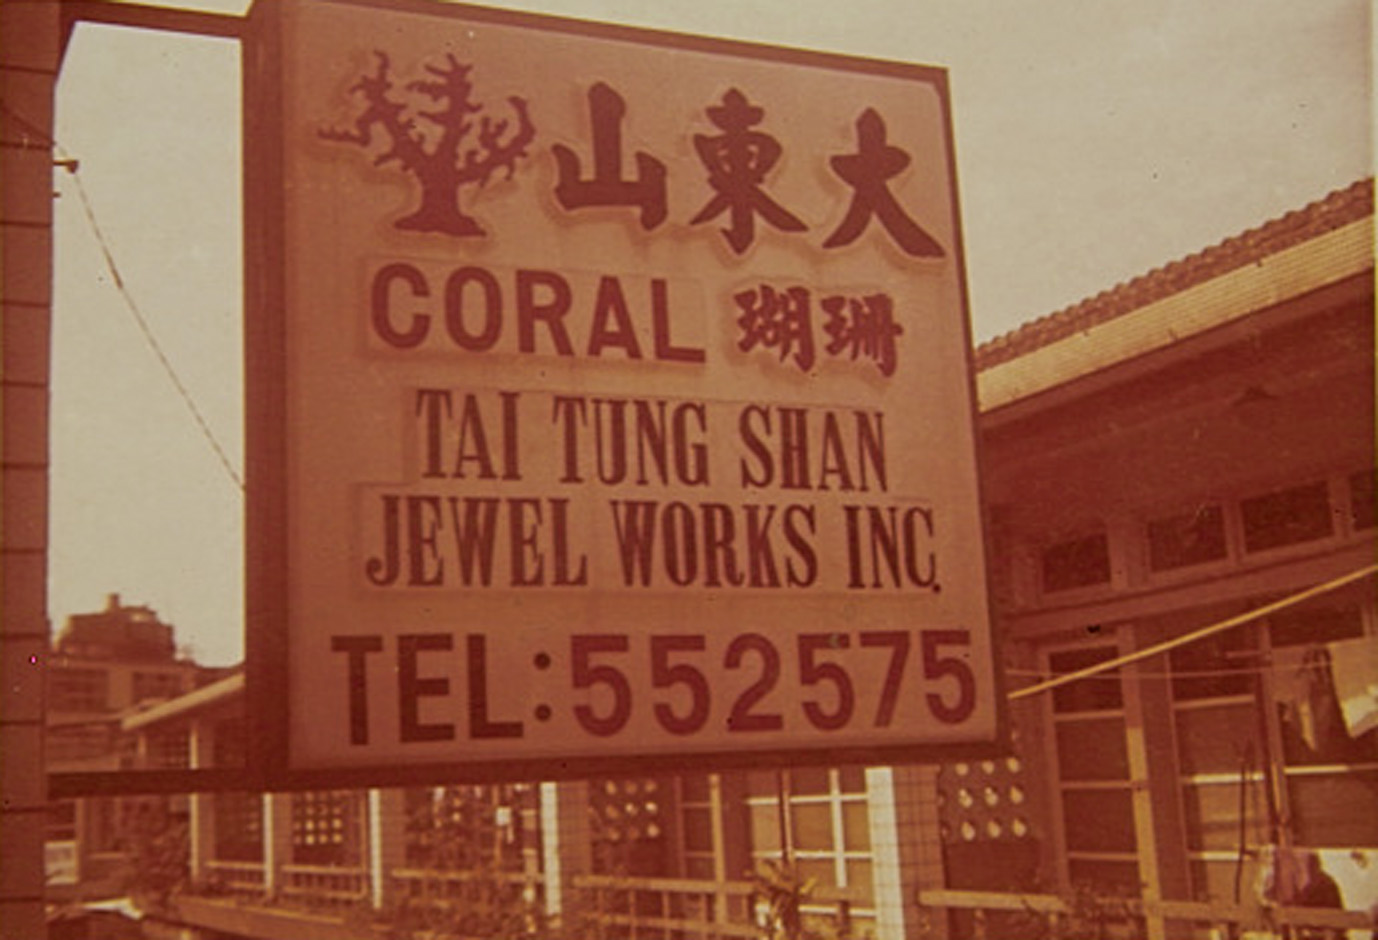 大東山
CORAL 珊瑚
TAI TUNG SHAN
JEWEL WORKS INC.
TEL:552575